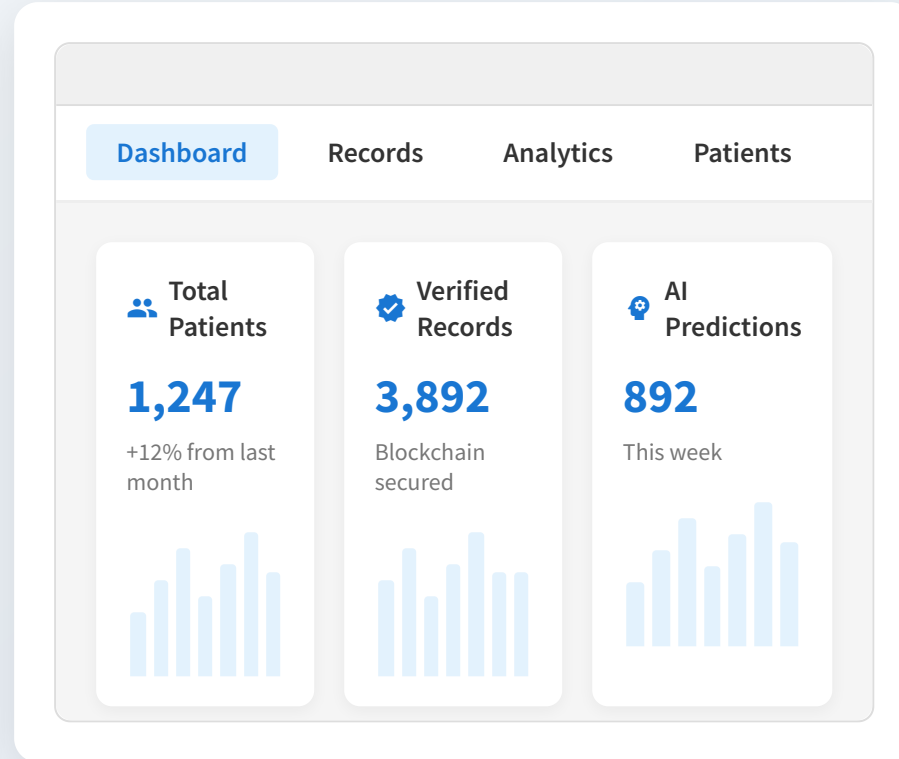 Dashboard Records Analytics Patients
Total
Patients
1,247
+12% from last
month
Verified
Records
3,892
Blockchain
secured
AI
Predictions
892
This week